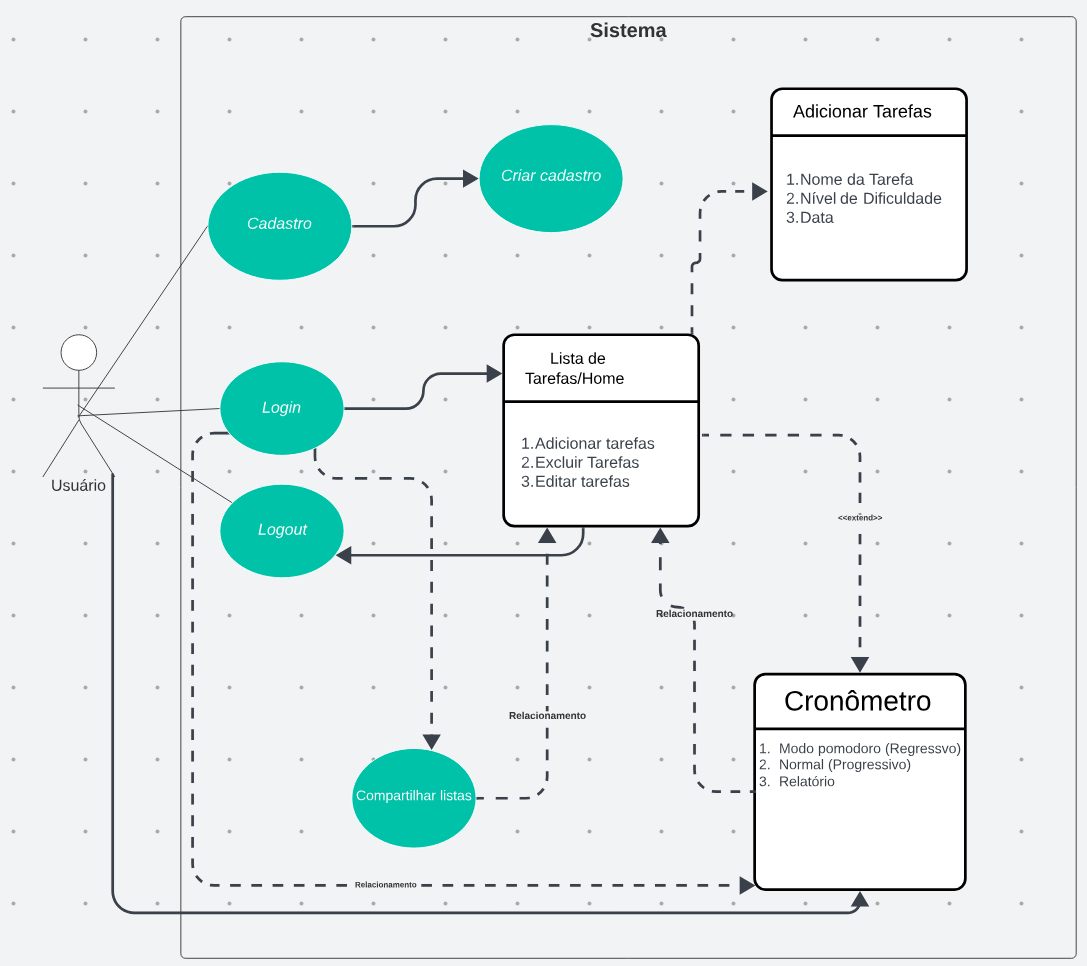 Sistema
Adicionar Tarefas
1.Nome da Tarefa
2.Nível de Dificuldade
3.Data
Criar cadastro
Cadastro
Lista de
Tarefas/Home
1.Adicionar tarefas
2.Excluir Tarefas
3.Editar tarefas
Login
Usuário
Logout
<<extend>>
Relacionamento
Relacionamento
Cronômetro
1. Modo pomodoro (Regressvo)
2. Normal (Progressivo)
3. Relatório
Compartilhar listas
Relacionamento